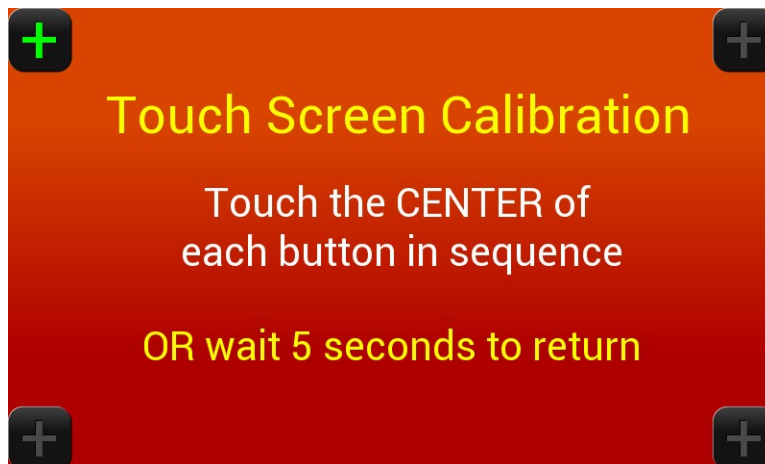 Touch Screen Calibration
Touch the CENTER of
each button in sequence
OR wait 5 seconds to return